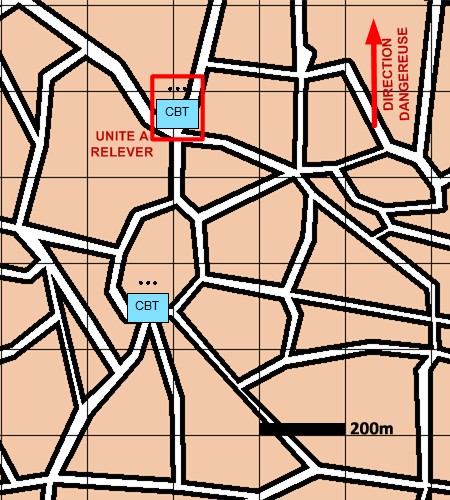 DIRECTION
DANGEREUSE
CBT
UNITE A
RELEVER
CBT
200m